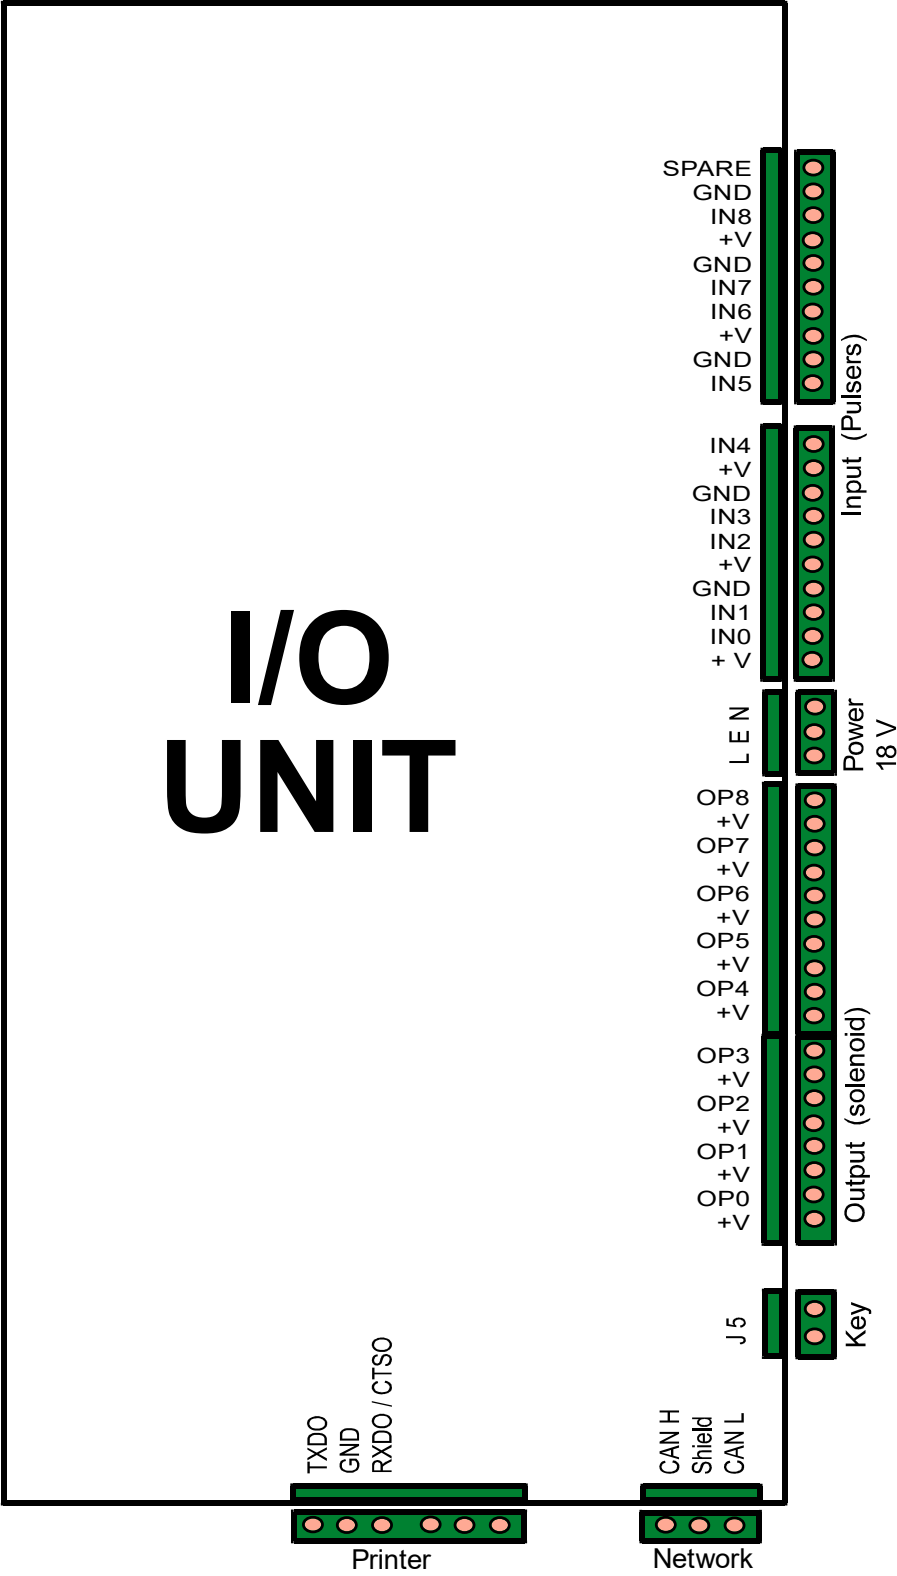 SPARE
GND
IN8
+V
GND
IN7
IN6
+V
GND
IN5
Input (Pulsers)
IN4
+V
GND
IN3
IN2
+V
GND
IN1
IN0
+ V
I/O
UNIT
L E N
Power
18 V
OP8
+V
OP7
+V
OP6
+V
OP5
+V
OP4
+V
Output (solenoid)
OP3
+V
OP2
+V
OP1
+V
OP0
+V
J5
Key
TXDO
GND
RXDO / CTSO
CAN H
Shield
CAN L
Printer
Network